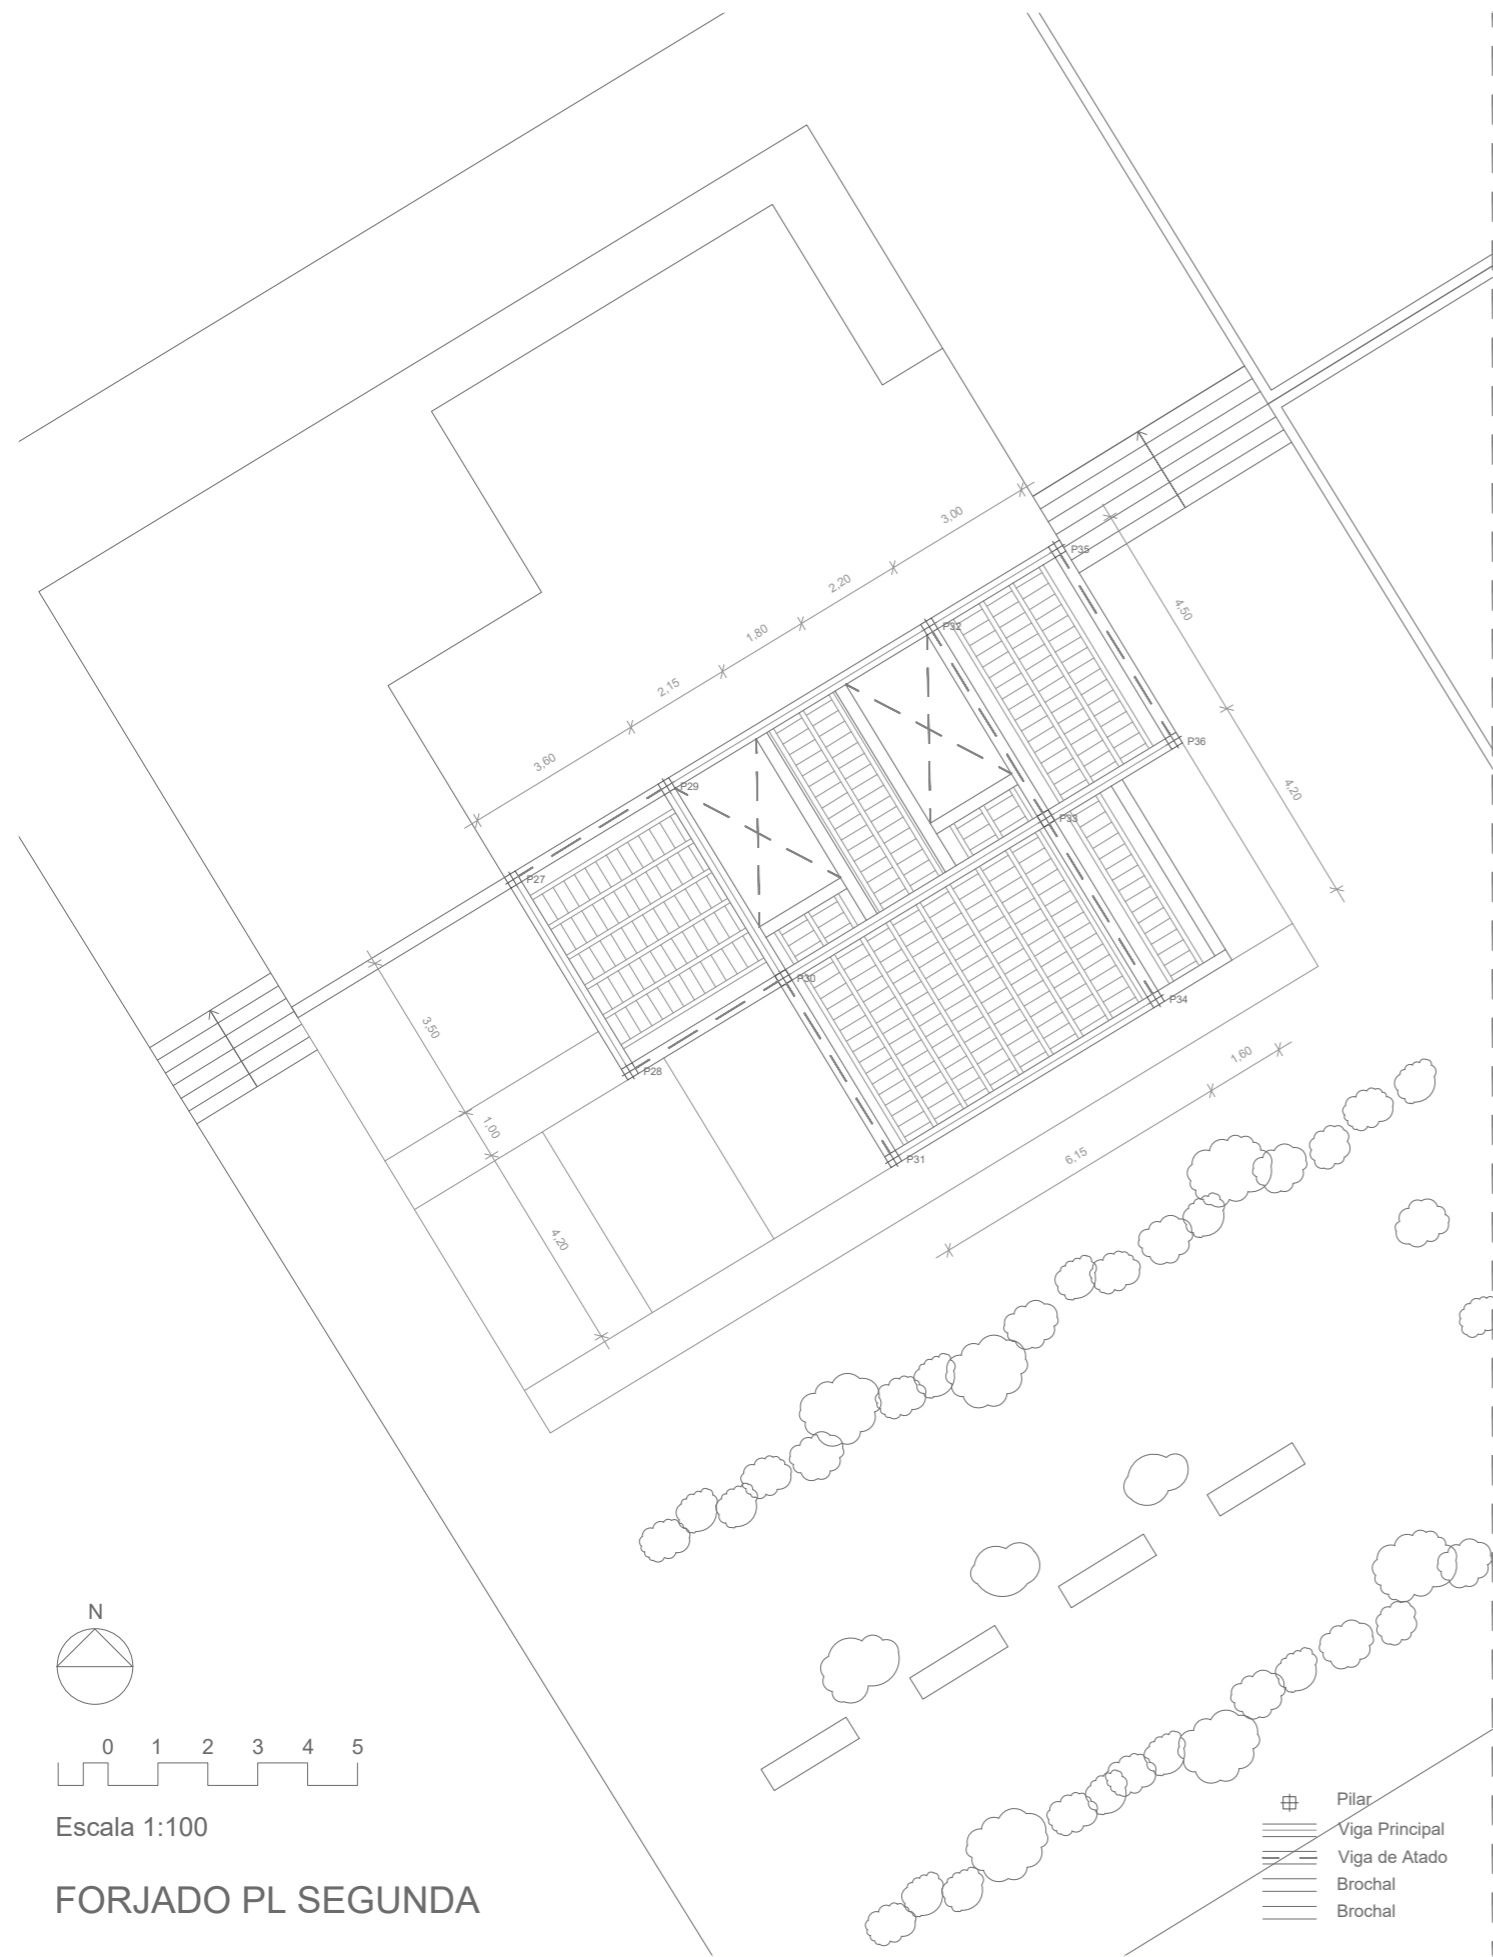 3,00
2,20
1,80
2,15
3,60
P35
4,50
P32
P36
P29
4,20
P33
P27
P30
P34
3,50
P28
1,60
1,00
P31
6,15
4,20
N
0 1 2 3 4 5
Escala 1:100
FORJADO PL SEGUNDA
Pilar
Viga Principal
Viga de Atado
Brochal
Brochal